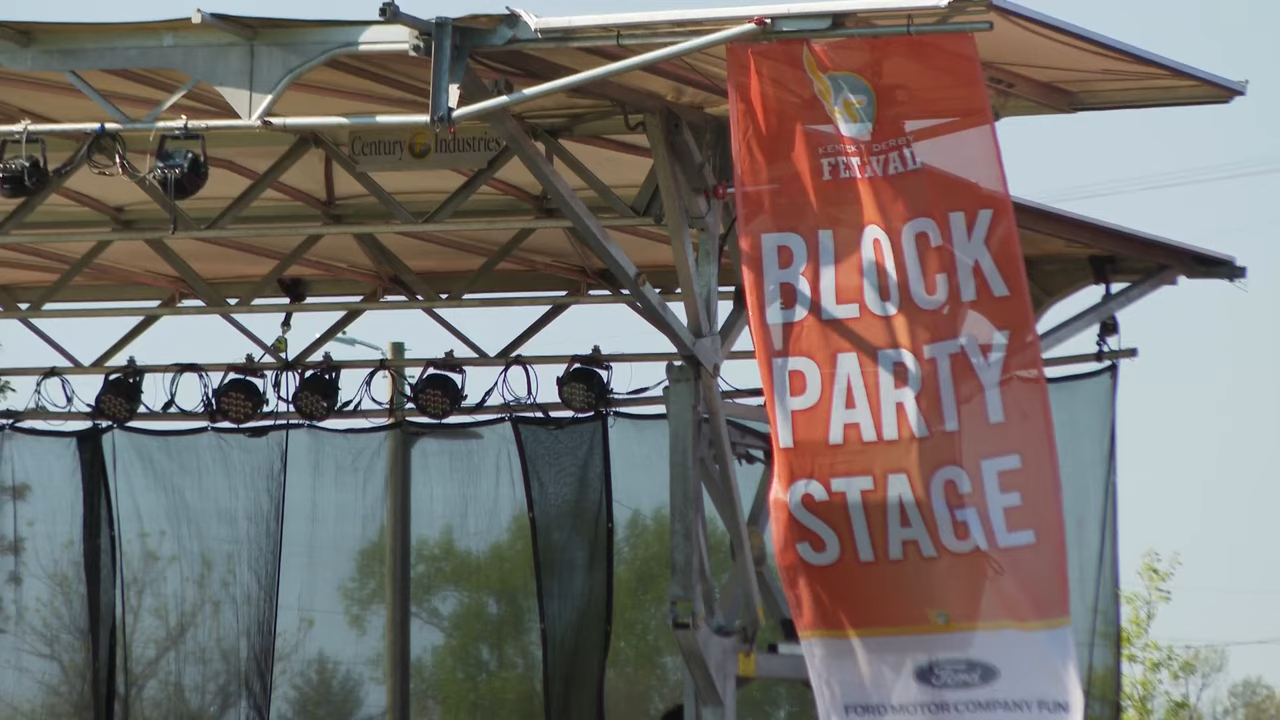 Century Industries
KENTUCKY DERBY
FESTIVAL
BLOCK
PARTY
STAGE
Ford
FORD MOTOR COMPANY FUN